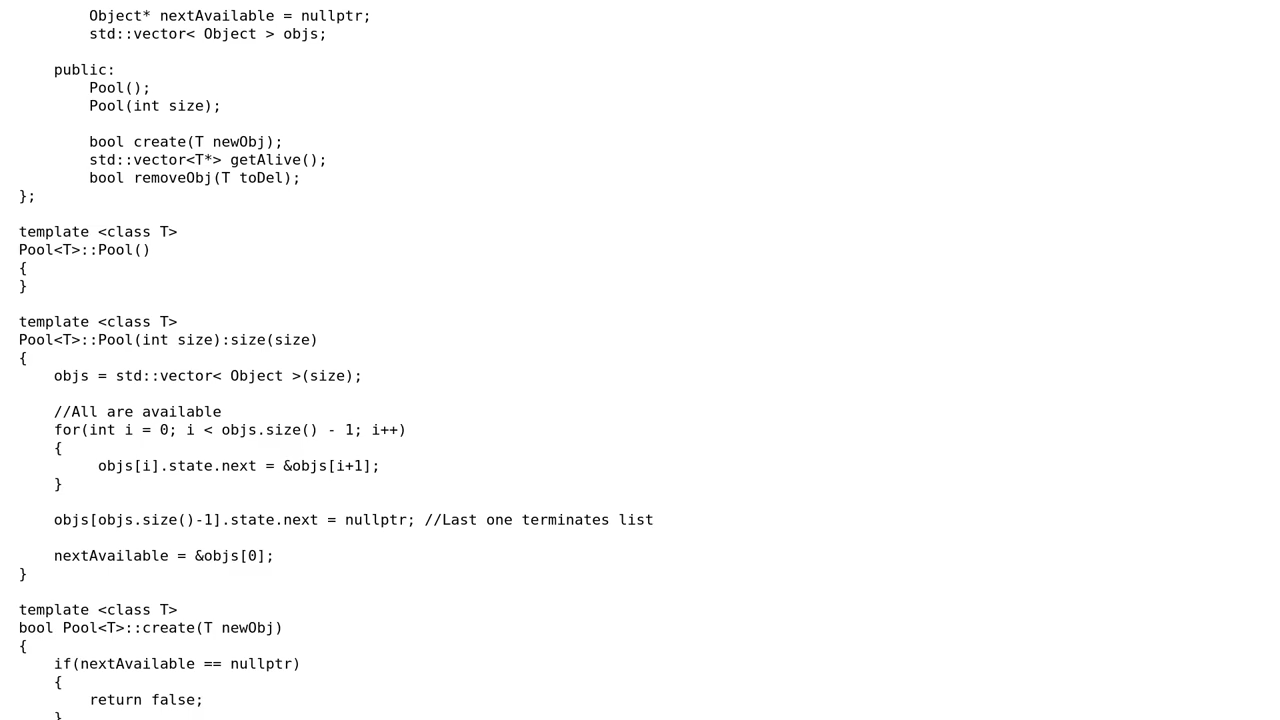 Object* nextAvailable = nullptr;
        std::vector< Object > objs;

    public:
        Pool();
        Pool(int size);

        bool create(T newObj);
        std::vector<T*> getAlive();
        bool removeObj(T toDel);
};

template <class T>
Pool<T>::Pool()
{
}

template <class T>
Pool<T>::Pool(int size):size(size)
{
    objs = std::vector< Object >(size);

    //All are available
    for(int i = 0; i < objs.size() - 1; i++)
    {
         objs[i].state.next = &objs[i+1];
    }

    objs[objs.size()-1].state.next = nullptr; //Last one terminates list

    nextAvailable = &objs[0];
}

template <class T>
bool Pool<T>::create(T newObj)
{
    if(nextAvailable == nullptr)
    {
        return false;
    }